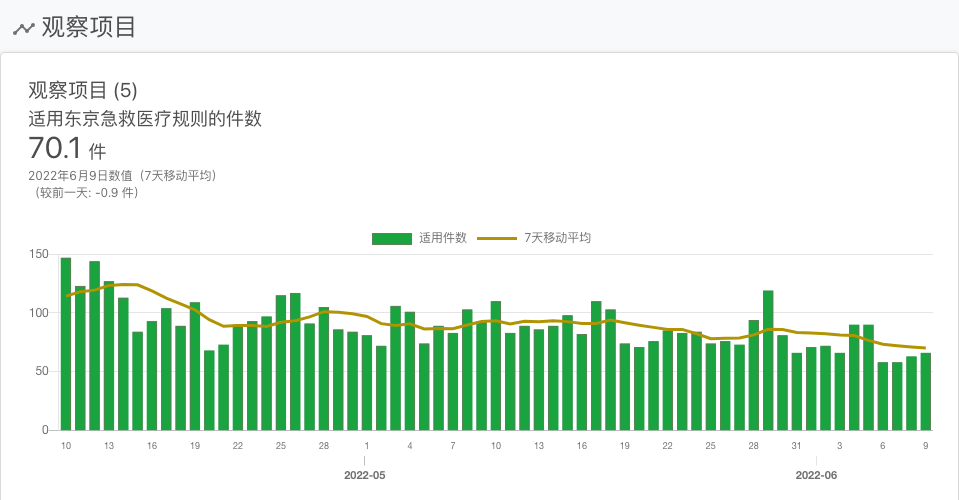 观察项目
观察项目 (5)
适用东京急救医疗规则的件数
70.1 件
2022年6月9日数值（7天移动平均）
（较前一天: -0.9 件）
适用件数 7天移动平均
150
100
50
0
10 13 16 19 22 25 28 1 4 7 10 13 16 19 22 25 28 31 3 6 9
2022-05 2022-06